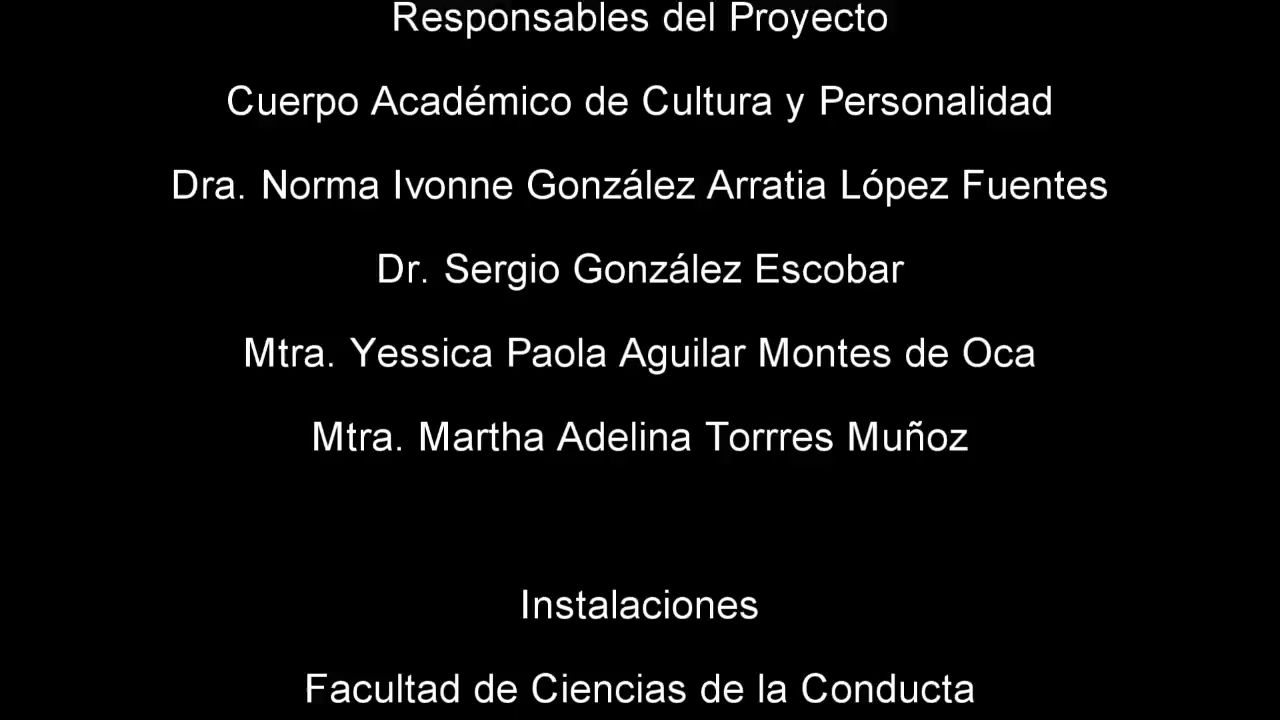 Responsables del Proyecto
Cuerpo Académico de Cultura y Personalidad
Dra. Norma Ivonne González Arratia López Fuentes
Dr. Sergio González Escobar
Mtra. Yessica Paola Aguilar Montes de Oca
Mtra. Martha Adelina Torrres Muñoz
Instalaciones
Facultad de Ciencias de la Conducta